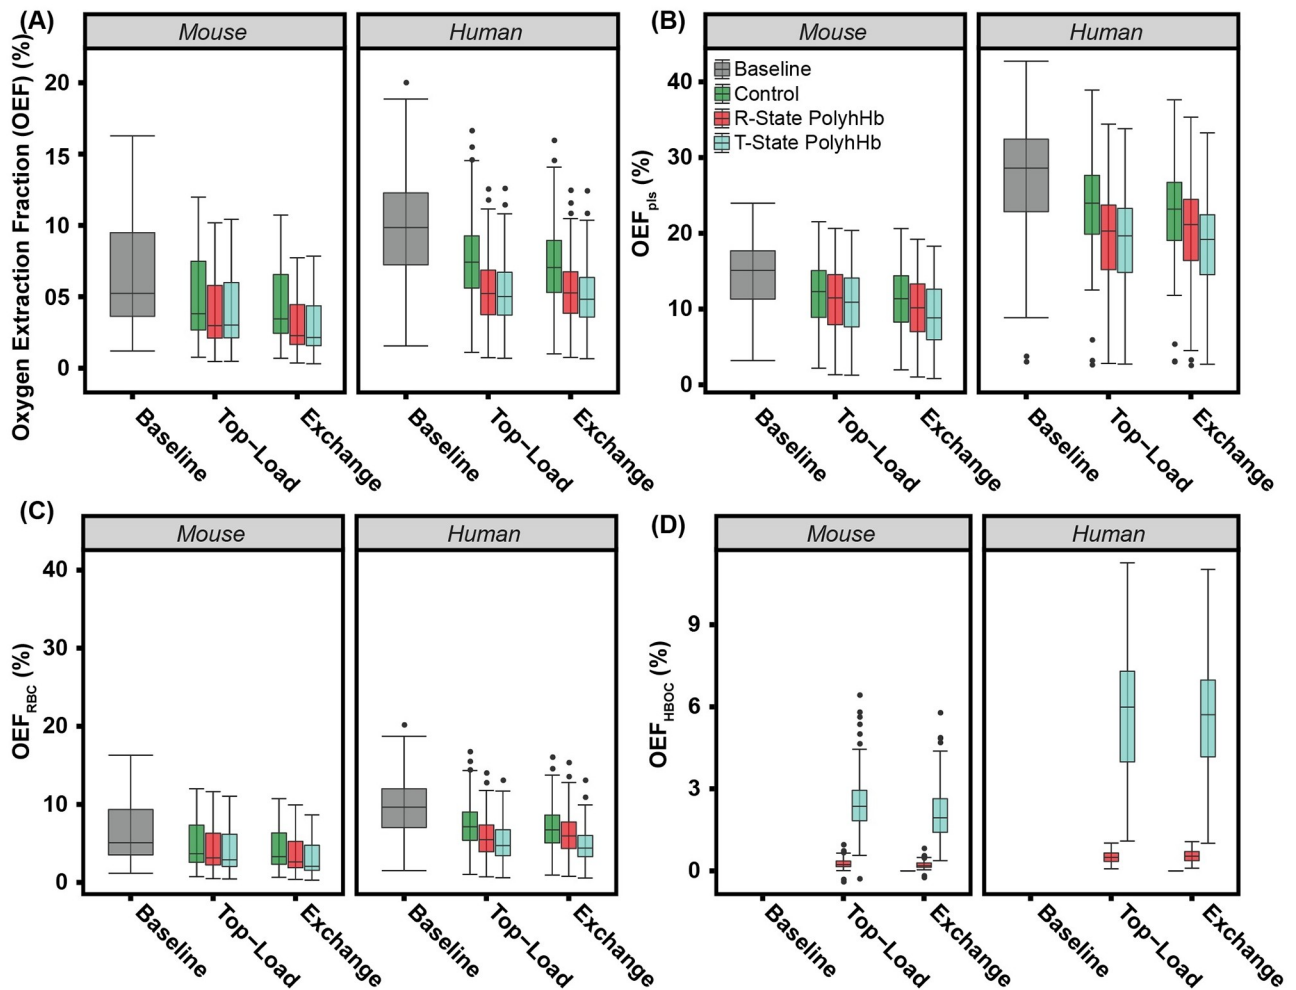 (A)
Mouse
Human
Oxygen Extraction Fraction (OEF) (%)
20
15
10
05
0
Baseline
Top–Load
Exchange
Baseline
Top–Load
Exchange
(B)
Mouse
Human
OEFpls (%)
40
30
20
10
0
Baseline
Control
R-State PolyhHb
T-State PolyhHb
Baseline
Top–Load
Exchange
Baseline
Top–Load
Exchange
(C)
Mouse
Human
OEFRBC (%)
40
30
20
10
0
Baseline
Top–Load
Exchange
Baseline
Top–Load
Exchange
(D)
Mouse
Human
OEFHBOC (%)
9
6
3
0
Baseline
Top–Load
Exchange
Baseline
Top–Load
Exchange